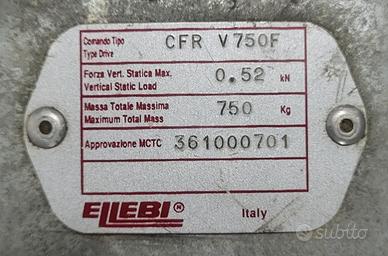 Comando Tipo
Type Drive
CFR V750F
Forza Vert. Statica Max.
Vertical Static Load
0.52 kN
Massa Totale Massima
Maximum Total Mass
750 Kg
Approvazione MCTC 361000701
ELLEBI N
Italy
subito